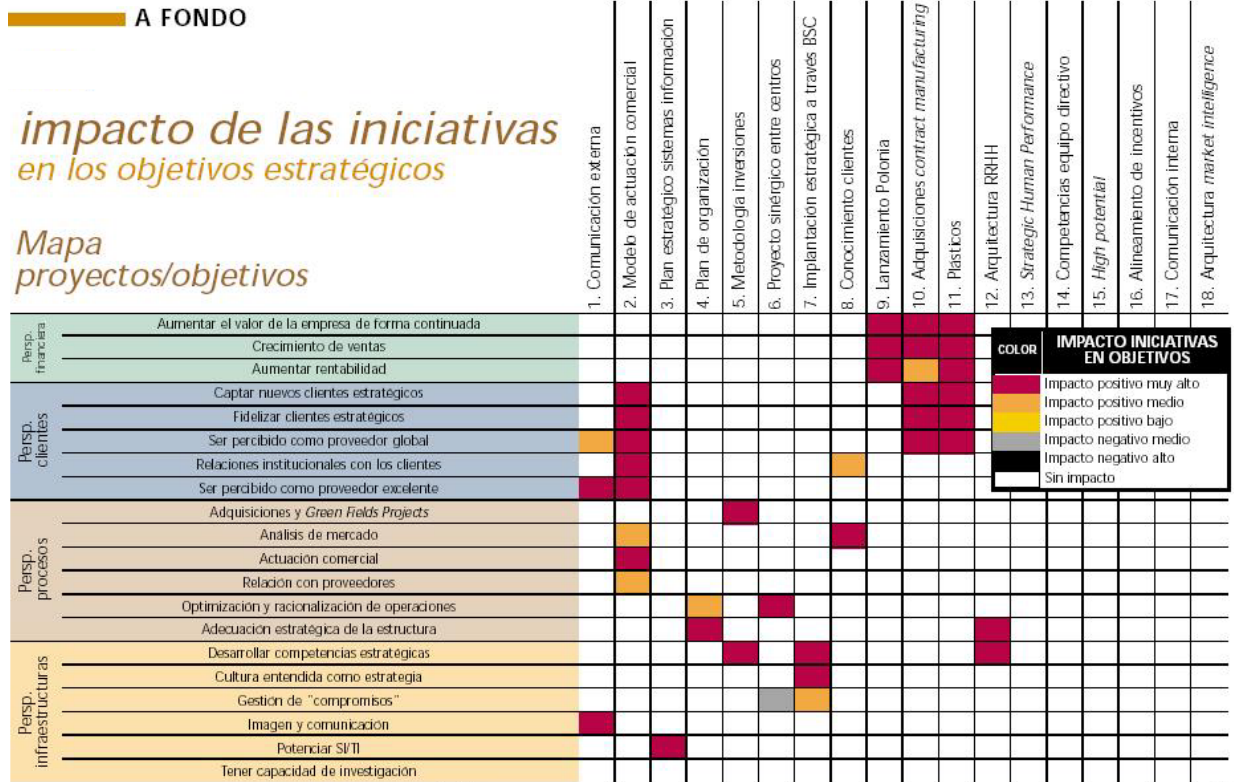 A FONDO
impacto de las iniciativas
en los objetivos estratégicos
Mapa
proyectos/objetivos
1. Comunicación externa
2. Modelo de actuación comercial
3. Plan estratégico sistemas información
4. Plan de organización
5. Metodología inversiones
6. Proyecto sinérgico entre centros
7. Implantación estratégica a través BSC
8. Conocimiento clientes
9. Lanzamiento Polonia
10. Adquisiciones contract manufacturing
11. Plásticos
12. Arquitectura RRHH
13. Strategic Human Performance
14. Competencias equipo directivo
15. High potential
16. Alineamiento de incentivos
17. Comunicación interna
18. Arquitectura market intelligence
Persp.
financiera
Aumentar el valor de la empresa de forma continuada
Crecimiento de ventas
Aumentar rentabilidad
Persp.
clientes
Captar nuevos clientes estratégicos
Fidelizar clientes estratégicos
Ser percibido como proveedor global
Relaciones institucionales con los clientes
Ser percibido como proveedor excelente
Persp.
procesos
Adquisiciones y Green Fields Projects
Análisis de mercado
Actuación comercial
Relación con proveedores
Optimización y racionalización de operaciones
Adecuación estratégica de la estructura
Persp.
infraestructuras
Desarrollar competencias estratégicas
Cultura entendida como estrategia
Gestión de "compromisos"
Imagen y comunicación
Potenciar SI/TI
Tener capacidad de investigación
COLOR
IMPACTO INICIATIVAS
EN OBJETIVOS
Impacto positivo muy alto
Impacto positivo medio
Impacto positivo bajo
Impacto negativo medio
Impacto negativo alto
Sin impacto